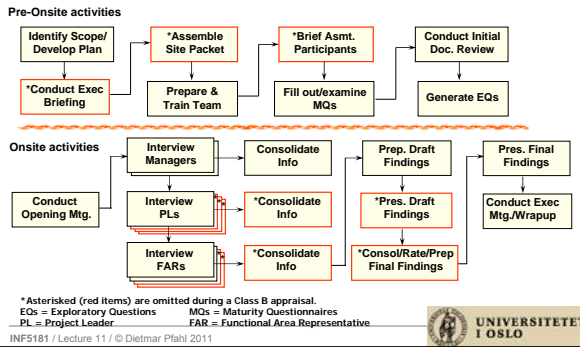 Pre-Onsite activities
Identify Scope/
Develop Plan
*Conduct Exec
Briefing
*Assemble
Site Packet
Prepare &
Train Team
*Brief Asmt.
Participants
Fill out/examine
MQs
Conduct Initial
Doc. Review
Generate EQs
Onsite activities
Conduct
Opening Mtg.
Interview
Managers
Interview
PLs
*
*
Interview
FARs
*
*
Consolidate
Info
*Consolidate
Info
*Consolidate
Info
Prep. Draft
Findings
*Pres. Draft
Findings
*Consol/Rate/Prep
Final Findings
Pres. Final
Findings
Conduct Exec
Mtg./Wrapup
*Asterisked (red items) are omitted during a Class B appraisal.
EQs = Exploratory Questions MQs = Maturity Questionnaires
PL = Project Leader FAR = Functional Area Representative
INF5181 / Lecture 11 / © Dietmar Pfahl 2011
UNIVERSITETET
I OSLO